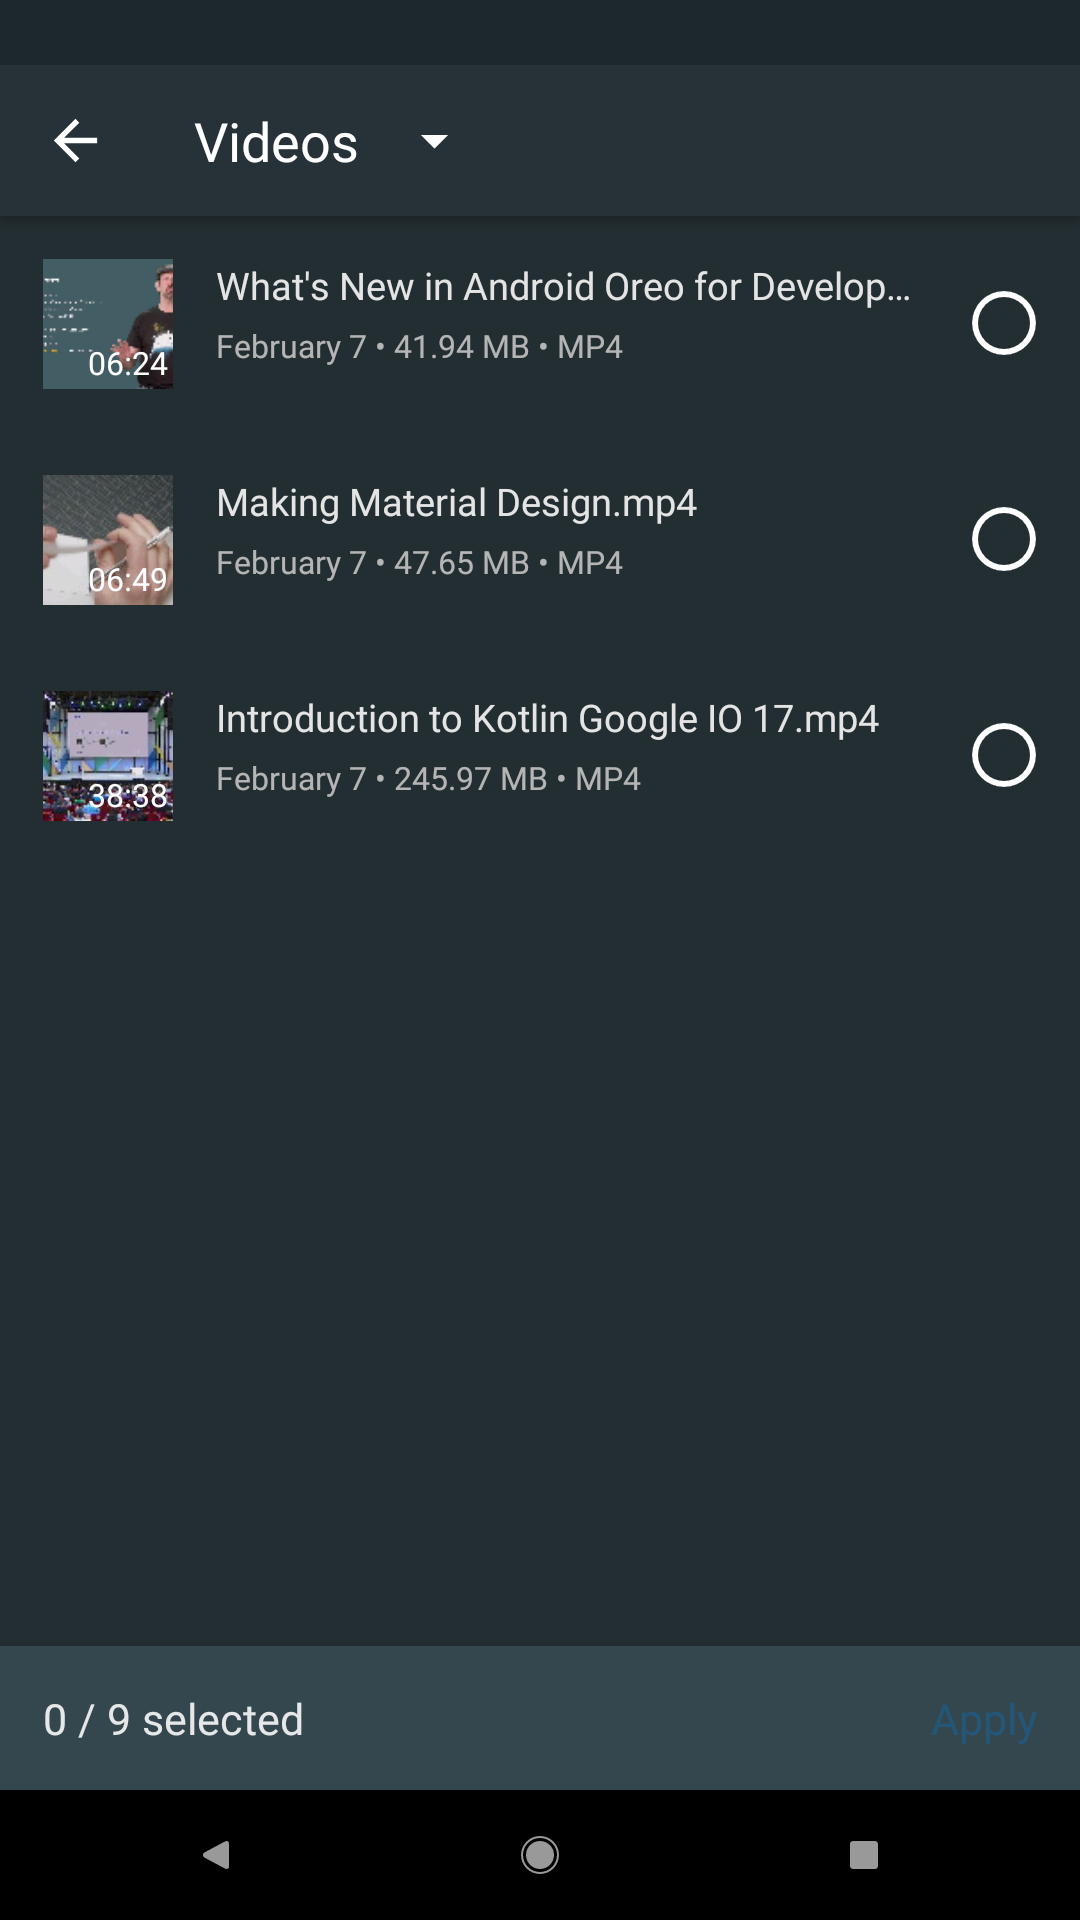 Videos
What's New in Android Oreo for Develop...
February 7 • 41.94 MB • MP4
06:24
Making Material Design.mp4
February 7 • 47.65 MB • MP4
06:49
Introduction to Kotlin Google IO 17.mp4
February 7 • 245.97 MB • MP4
38:38
0 / 9 selected
Apply